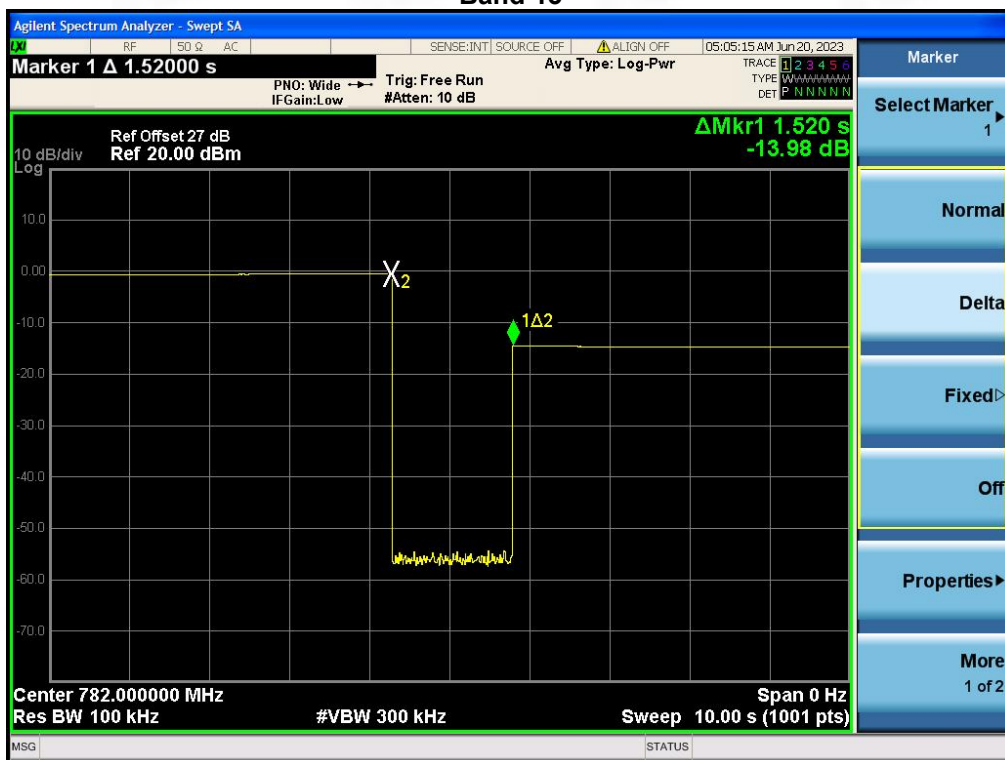 Agilent Spectrum Analyzer - Swept SA
LXI RF 50 Ω AC SENSE:INT SOURCE OFF ALIGN OFF 05:05:15 AM Jun 20, 2023
Marker 1 Δ 1.52000 s
PNO: Wide
IFGain:Low
Trig: Free Run
#Atten: 10 dB
Avg Type: Log-Pwr
TRACE 1 2 3 4 5 6
TYPE
DET P N N N N N
ΔMkr1 1.520 s
-13.98 dB
Ref Offset 27 dB
Ref 20.00 dBm
10 dB/div
Log
10.0
0.00
-10.0
-20.0
-30.0
-40.0
-50.0
-60.0
-70.0
X2
1Δ2
Center 782.000000 MHz
Span 0 Hz
Res BW 100 kHz
#VBW 300 kHz
Sweep 10.00 s (1001 pts)
MSG
STATUS
Marker
Select Marker
1
Normal
Delta
Fixed
Off
Properties
More
1 of 2